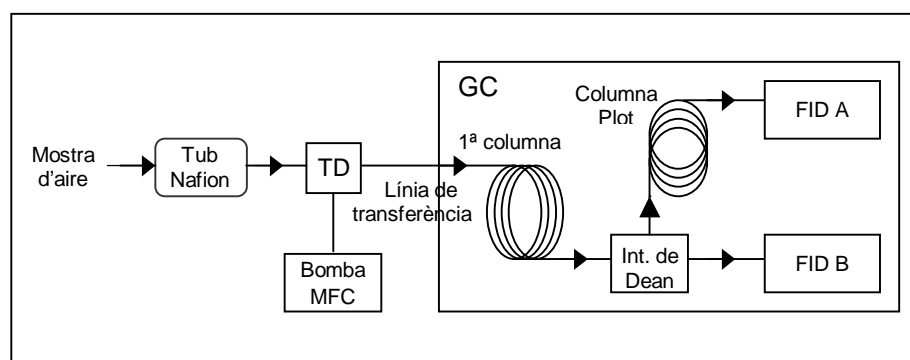 Mostra
d'aire
Tub
Nafion
TD
Bomba
MFC
Línia de
transferència
GC
1ª columna
Columna
Plot
Int. de
Dean
FID A
FID B